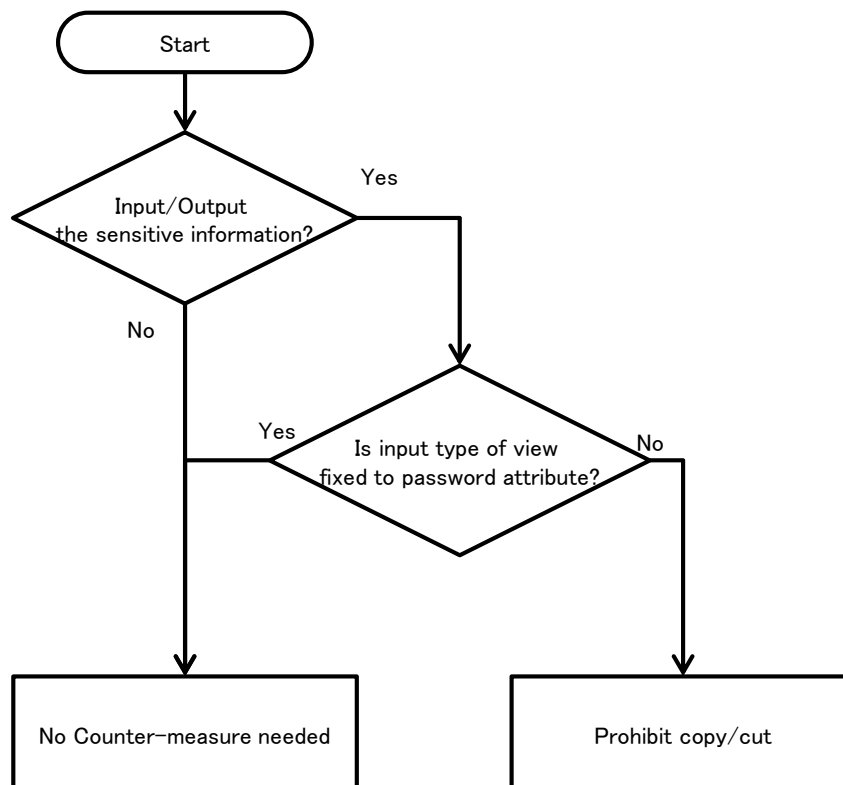 Start
Yes
Input/Output
the sensitive information?
No
Yes
Is input type of view
fixed to password attribute?
No
No Counter-measure needed
Prohibit copy/cut